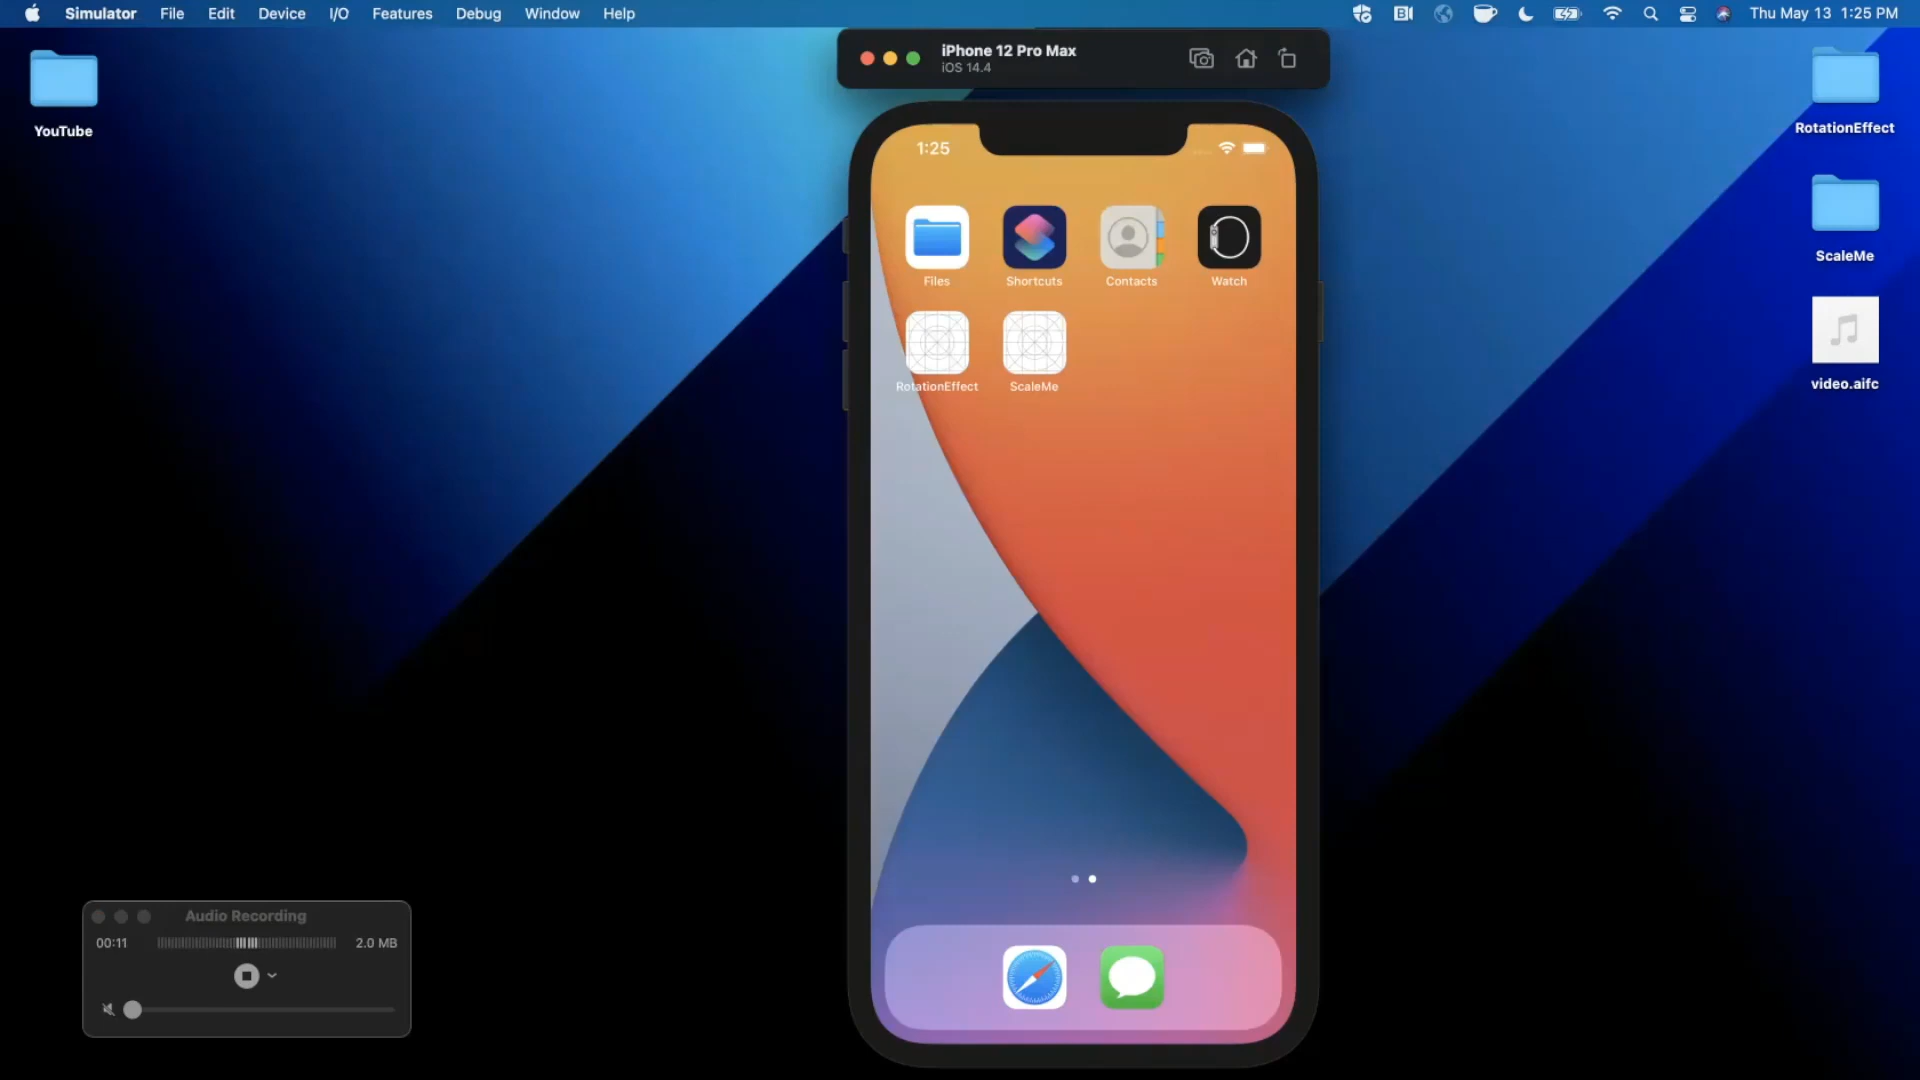 Simulator File Edit Device I/O Features Debug Window Help Thu May 13 1:25 PM
iPhone 12 Pro Max
iOS 14.4
YouTube
RotationEffect
ScaleMe
video.aifc
1:25
Files Shortcuts Contacts Watch
RotationEffect ScaleMe
Audio Recording
00:11 2.0 MB